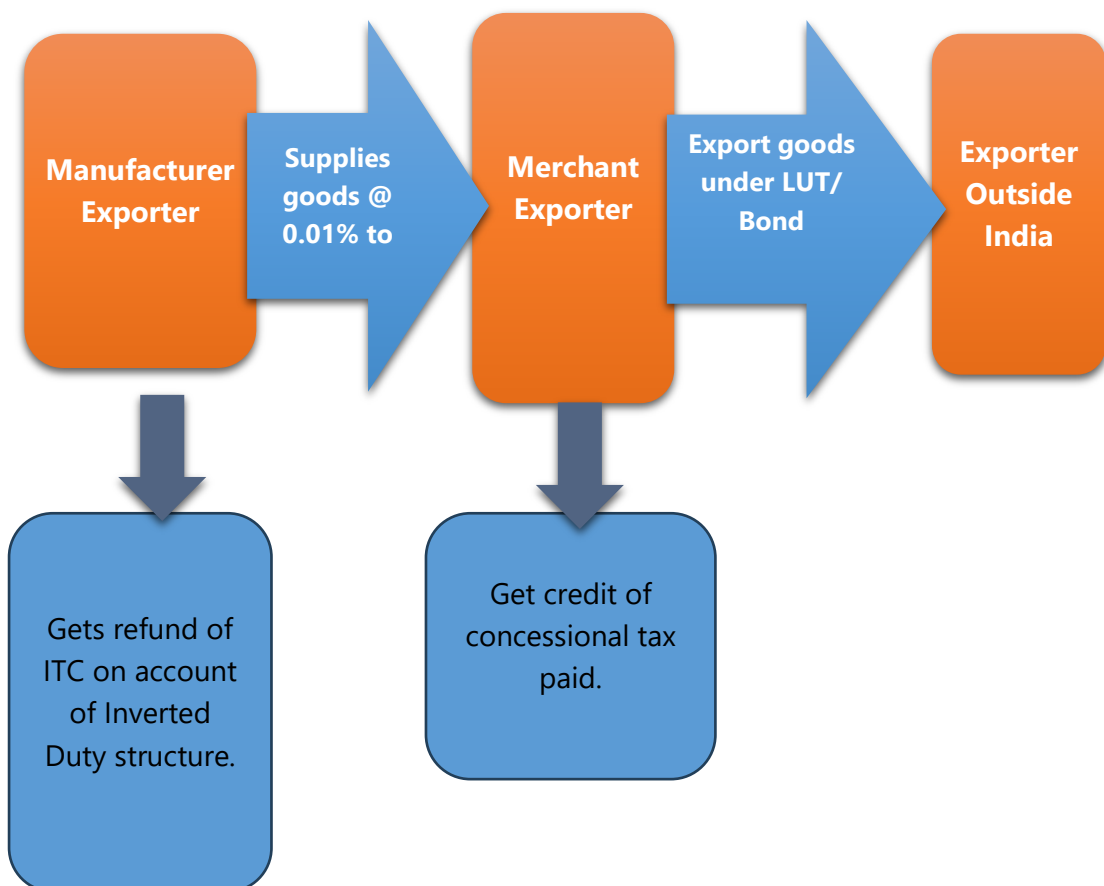 Manufacturer
Exporter
Supplies
goods @
0.01% to
Merchant
Exporter
Export goods
under LUT/
Bond
Exporter
Outside
India
Gets refund of
ITC on account
of Inverted
Duty structure.
Get credit of
concessional tax
paid.